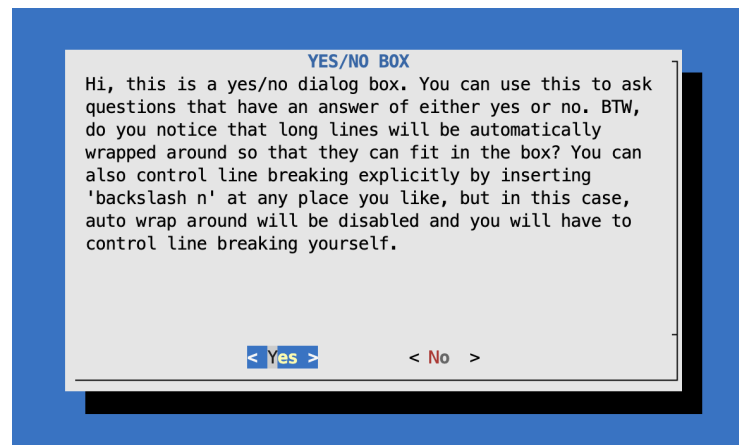 YES/NO BOX
Hi, this is a yes/no dialog box. You can use this to ask
questions that have an answer of either yes or no. BTW,
do you notice that long lines will be automatically
wrapped around so that they can fit in the box? You can
also control line breaking explicitly by inserting
'backslash n' at any place you like, but in this case,
auto wrap around will be disabled and you will have to
control line breaking yourself.
< Yes > < No >